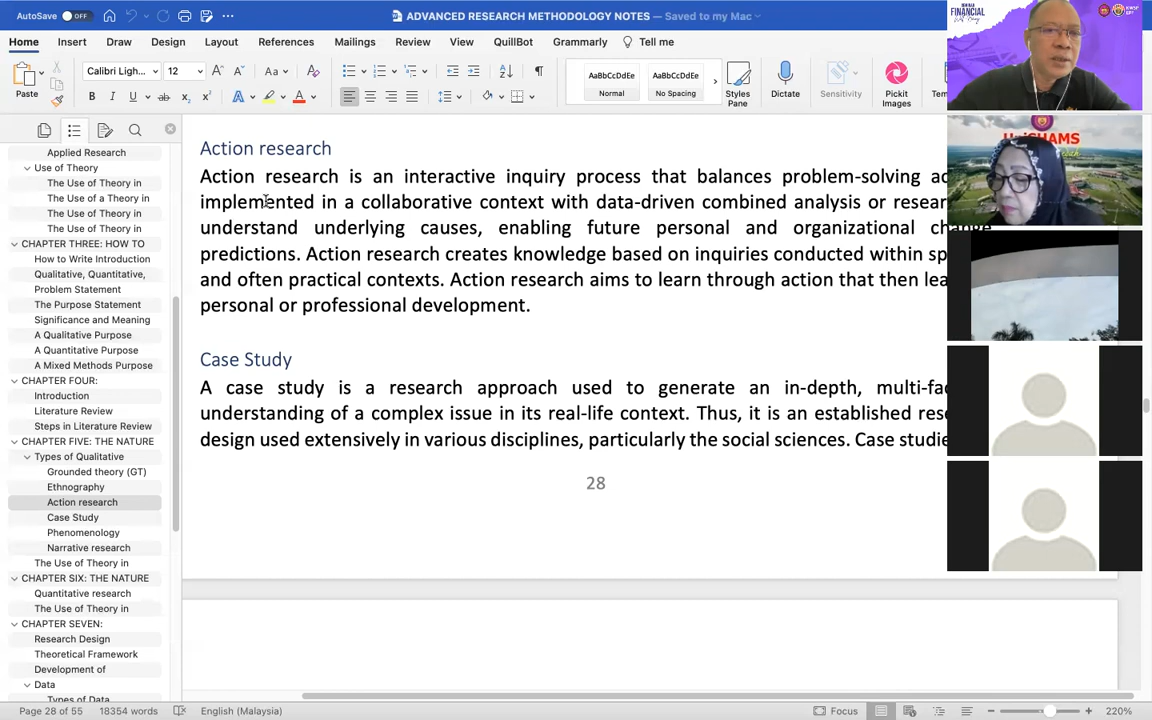 AutoSave OFF ADVANCED RESEARCH METHODOLOGY NOTES — Saved to my Mac
Home Insert Draw Design Layout References Mailings Review View QuillBot Grammarly Tell me
Paste
Calibri Ligh... 12
AaBbCcDdEe
Normal
AaBbCcDdEe
No Spacing
Styles
Pane
Dictate
Sensitivity
Pickit
Images
FINANCIAL
Applied Research
Use of Theory
The Use of Theory in
The Use of a Theory in
The Use of Theory in
The Use of Theory in
CHAPTER THREE: HOW TO
How to Write Introduction
Qualitative, Quantitative,
Problem Statement
The Purpose Statement
Significance and Meaning
A Qualitative Purpose
A Quantitative Purpose
A Mixed Methods Purpose
CHAPTER FOUR:
Introduction
Literature Review
Steps in Literature Review
CHAPTER FIVE: THE NATURE
Types of Qualitative
Grounded theory (GT)
Ethnography
Action research
Case Study
Phenomenology
Narrative research
The Use of Theory in
CHAPTER SIX: THE NATURE
Quantitative research
The Use of Theory in
CHAPTER SEVEN:
Research Design
Theoretical Framework
Development of
Data
Types of Data
Action research
Action research is an interactive inquiry process that balances problem-solving
implemented in a collaborative context with data-driven combined analysis or
understand underlying causes, enabling future personal and organizational change
predictions. Action research creates knowledge based on inquiries conducted within
and often practical contexts. Action research aims to learn through action that then
personal or professional development.
Case Study
A case study is a research approach used to generate an in-depth,
understanding of a complex issue in its real-life context. Thus, it is an established
design used extensively in various disciplines, particularly the social sciences. Case
28
Page 28 of 55 18354 words English (Malaysia) Focus 220%